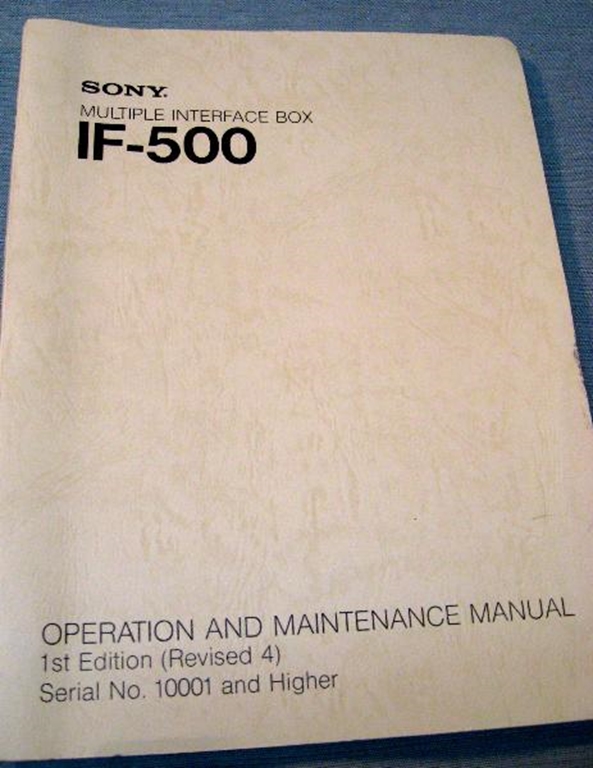 SONY.
MULTIPLE INTERFACE BOX
IF-500
OPERATION AND MAINTENANCE MANUAL
1st Edition (Revised 4)
Serial No. 10001 and Higher